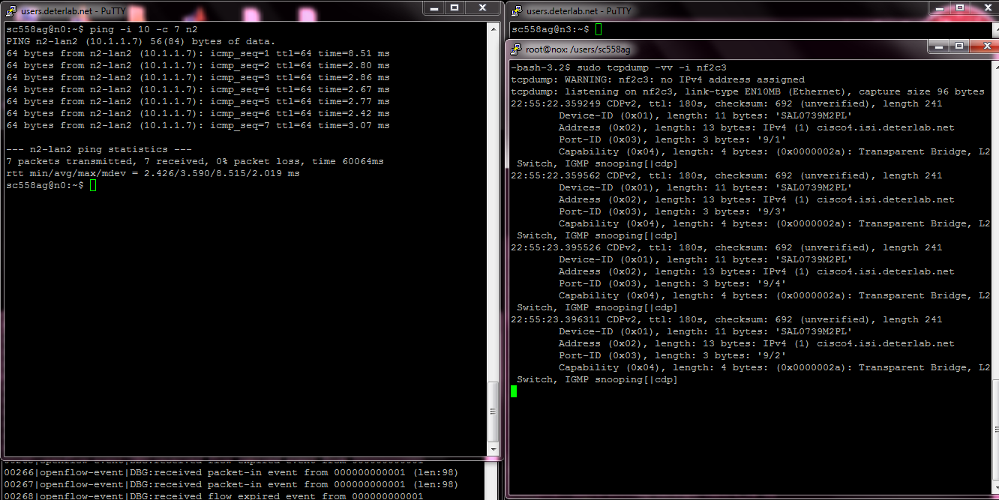 users.deterlab.net - PuTTY
sc558ag@n0:~$ ping -i 10 -c 7 n2
PING n2-lan2 (10.1.1.7) 56(84) bytes of data.
64 bytes from n2-lan2 (10.1.1.7): icmp_seq=1 ttl=64 time=8.51 ms
64 bytes from n2-lan2 (10.1.1.7): icmp_seq=2 ttl=64 time=2.80 ms
64 bytes from n2-lan2 (10.1.1.7): icmp_seq=3 ttl=64 time=2.86 ms
64 bytes from n2-lan2 (10.1.1.7): icmp_seq=4 ttl=64 time=2.67 ms
64 bytes from n2-lan2 (10.1.1.7): icmp_seq=5 ttl=64 time=2.77 ms
64 bytes from n2-lan2 (10.1.1.7): icmp_seq=6 ttl=64 time=2.42 ms
64 bytes from n2-lan2 (10.1.1.7): icmp_seq=7 ttl=64 time=3.07 ms
--- n2-lan2 ping statistics ---
7 packets transmitted, 7 received, 0% packet loss, time 60064ms
rtt min/avg/max/mdev = 2.426/3.590/8.515/2.019 ms
sc558ag@n0:~$
00266|openflow-event|DBG:received packet-in event from 000000000001 (len:98)
00267|openflow-event|DBG:received packet-in event from 000000000001 (len:98)
00268|openflow-event|DBG:received flow expired event from 000000000001
users.deterlab.net - PuTTY
sc558ag@n3:~$
root@nox: /users/sc558ag
-bash-3.2$ sudo tcpdump -vv -i nf2c3
tcpdump: WARNING: nf2c3: no IPv4 address assigned
tcpdump: listening on nf2c3, link-type EN10MB (Ethernet), capture size 96 bytes
22:55:22.359249 CDPv2, ttl: 180s, checksum: 692 (unverified), length 241
Device-ID (0x01), length: 11 bytes: 'SAL0739M2PL'
Address (0x02), length: 13 bytes: IPv4 (1) cisco4.isi.deterlab.net
Port-ID (0x03), length: 3 bytes: '9/1'
Capability (0x04), length: 4 bytes: (0x0000002a): Transparent Bridge, L2
Switch, IGMP snooping[|cdp]
22:55:22.359562 CDPv2, ttl: 180s, checksum: 692 (unverified), length 241
Device-ID (0x01), length: 11 bytes: 'SAL0739M2PL'
Address (0x02), length: 13 bytes: IPv4 (1) cisco4.isi.deterlab.net
Port-ID (0x03), length: 3 bytes: '9/3'
Capability (0x04), length: 4 bytes: (0x0000002a): Transparent Bridge, L2
Switch, IGMP snooping[|cdp]
22:55:23.395526 CDPv2, ttl: 180s, checksum: 692 (unverified), length 241
Device-ID (0x01), length: 11 bytes: 'SAL0739M2PL'
Address (0x02), length: 13 bytes: IPv4 (1) cisco4.isi.deterlab.net
Port-ID (0x03), length: 3 bytes: '9/4'
Capability (0x04), length: 4 bytes: (0x0000002a): Transparent Bridge, L2
Switch, IGMP snooping[|cdp]
22:55:23.396311 CDPv2, ttl: 180s, checksum: 692 (unverified), length 241
Device-ID (0x01), length: 11 bytes: 'SAL0739M2PL'
Address (0x02), length: 13 bytes: IPv4 (1) cisco4.isi.deterlab.net
Port-ID (0x03), length: 3 bytes: '9/2'
Capability (0x04), length: 4 bytes: (0x0000002a): Transparent Bridge, L2
Switch, IGMP snooping[|cdp]